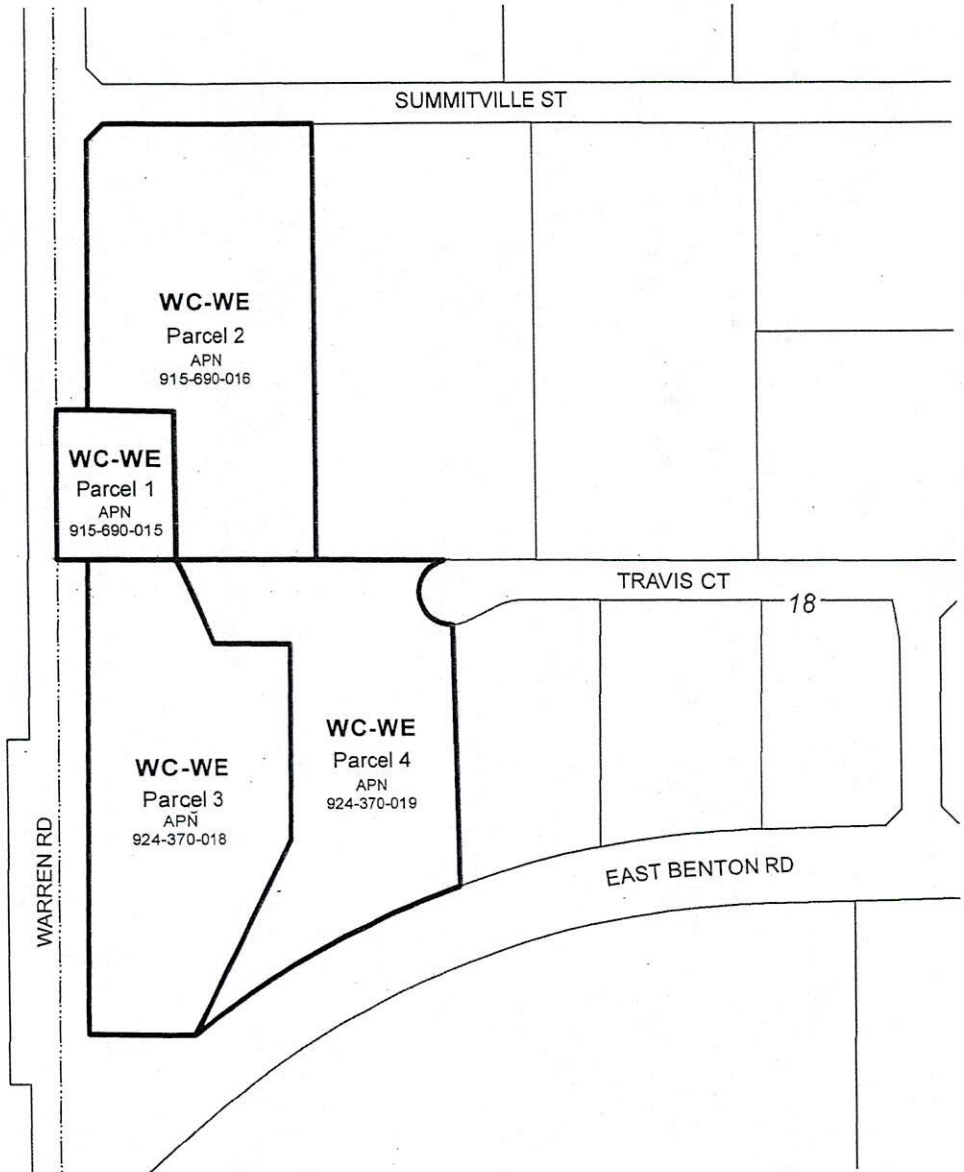 SUMMITVILLE ST
WC-WE
Parcel 2
APN
915-690-016
WC-WE
Parcel 1
APN
915-690-015
TRAVIS CT
18
WC-WE
Parcel 4
APN
924-370-019
WC-WE
Parcel 3
APN
924-370-018
WARREN RD
EAST BENTON RD